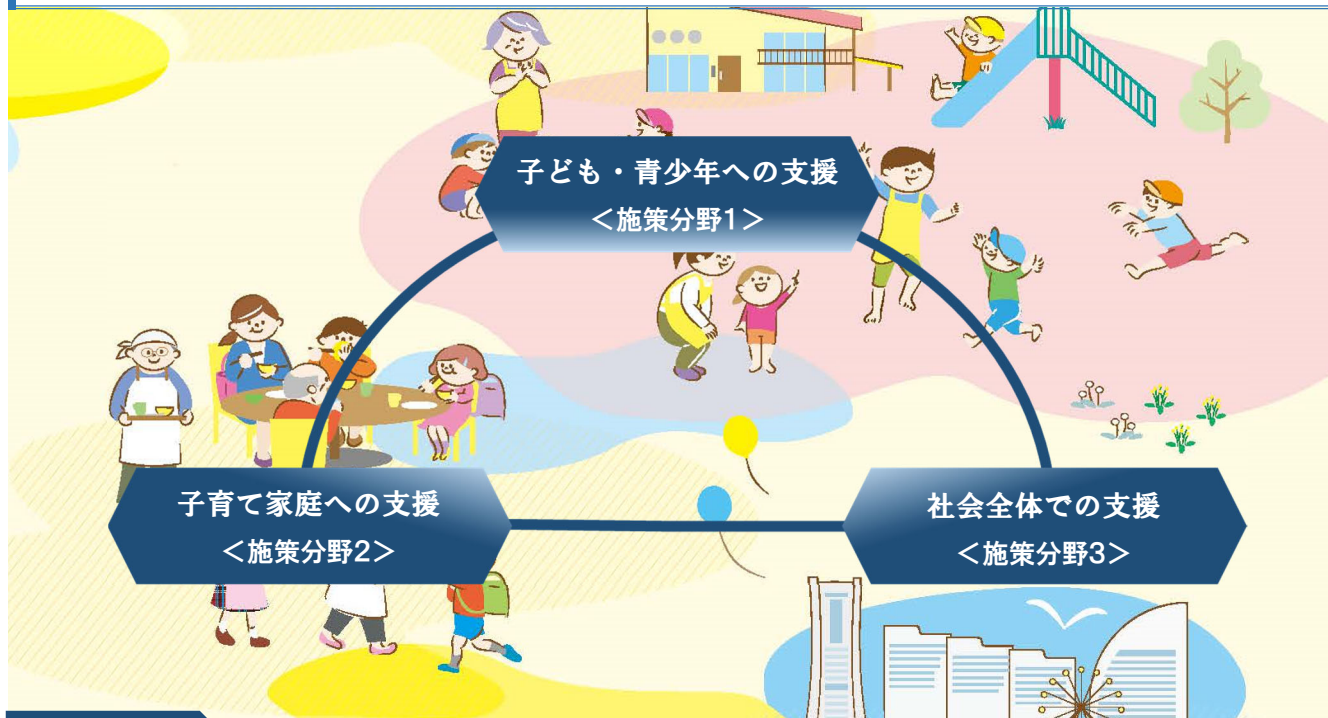 子ども・青少年への支援
＜施策分野1＞
子育て家庭への支援
＜施策分野2＞
社会全体での支援
＜施策分野3＞